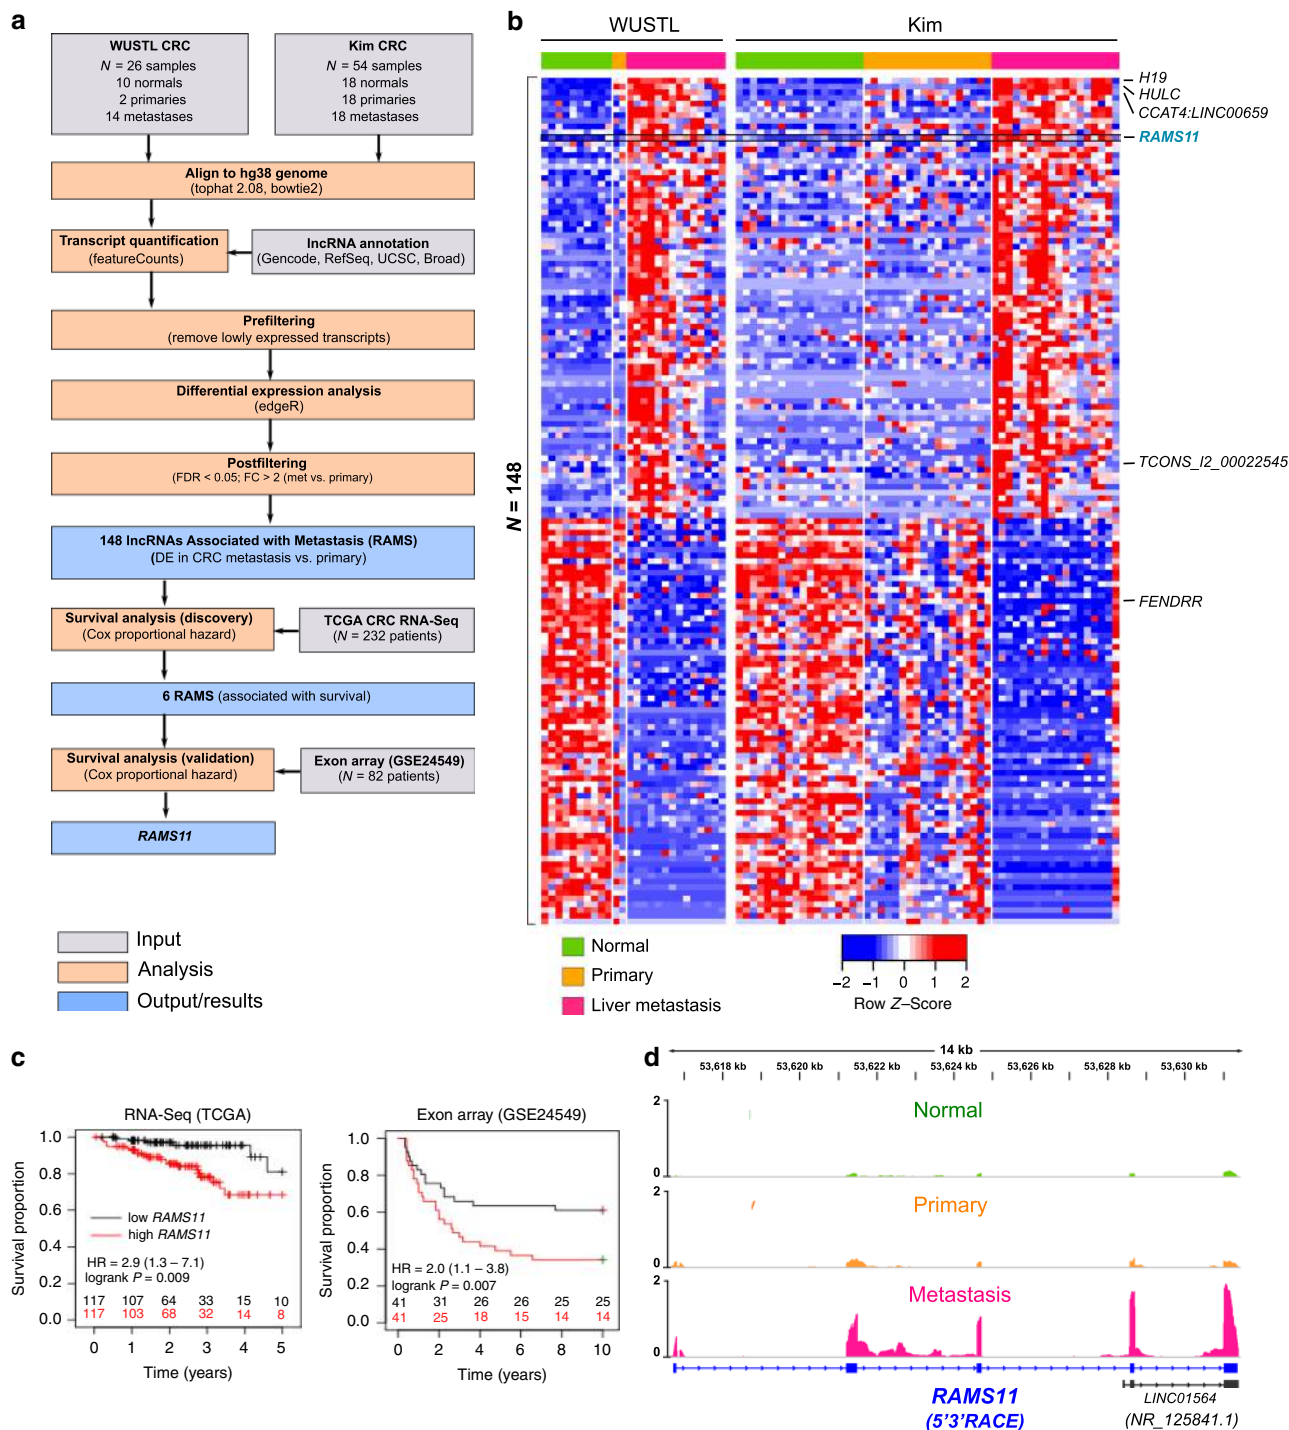 a
WUSTL CRC
N = 26 samples
10 normals
2 primaries
14 metastases
Kim CRC
N = 54 samples
18 normals
18 primaries
18 metastases
Align to hg38 genome
(tophat 2.08, bowtie2)
Transcript quantification
(featureCounts)
lncRNA annotation
(Gencode, RefSeq, UCSC, Broad)
Prefiltering
(remove lowly expressed transcripts)
Differential expression analysis
(edgeR)
Postfiltering
(FDR < 0.05; FC > 2 (met vs. primary)
148 lncRNAs Associated with Metastasis (RAMS)
(DE in CRC metastasis vs. primary)
Survival analysis (discovery)
(Cox proportional hazard)
TCGA CRC RNA-Seq
(N = 232 patients)
6 RAMS (associated with survival)
Survival analysis (validation)
(Cox proportional hazard)
Exon array (GSE24549)
(N = 82 patients)
RAMS11
Input
Analysis
Output/results
b
WUSTL
Kim
N = 148
H19
HULC
CCAT4:LINC00659
RAMS11
TCONS_I2_00022545
FENDRR
Normal
Primary
Liver metastasis
−2 −1 0 1 2
Row Z–Score
c
RNA-Seq (TCGA)
Survival proportion
1.0
0.8
0.6
0.4
0.2
0.0
low RAMS11
high RAMS11
HR = 2.9 (1.3 – 7.1)
logrank P = 0.009
117 107 64 33 15 10
117 103 68 32 14 8
0 1 2 3 4 5
Time (years)
Exon array (GSE24549)
Survival proportion
1.0
0.8
0.6
0.4
0.2
0.0
HR = 2.0 (1.1 – 3.8)
logrank P = 0.007
41 31 26 26 25 25
41 25 18 15 14 14
0 2 4 6 8 10
Time (years)
d
14 kb
53,618 kb 53,620 kb 53,622 kb 53,624 kb 53,626 kb 53,628 kb 53,630 kb
2
Normal
0
2
Primary
0
2
Metastasis
0
RAMS11
(5'3'RACE)
LINC01564
(NR_125841.1)